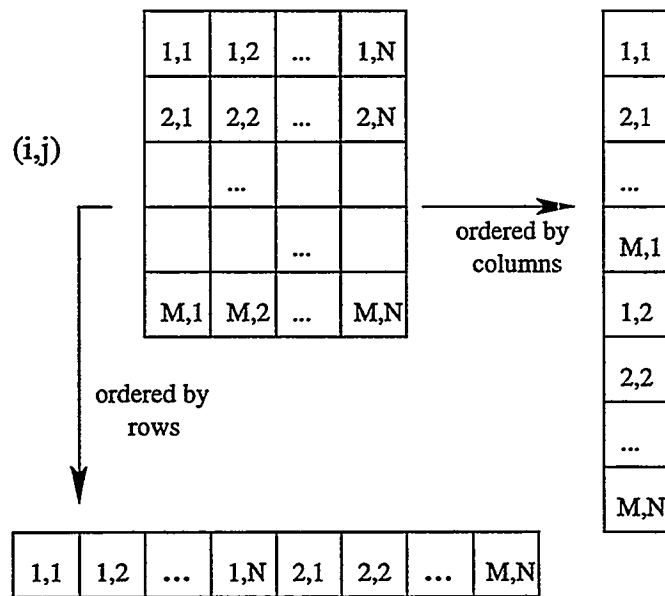 1,1 1,2 ... 1,N
2,1 2,2 ... 2,N
(i,j)
...
...
M,1 M,2 ... M,N
ordered by
columns
ordered by
rows
1,1
2,1
...
M,1
1,2
2,2
...
M,N
1,1 1,2 ... 1,N 2,1 2,2 ... M,N